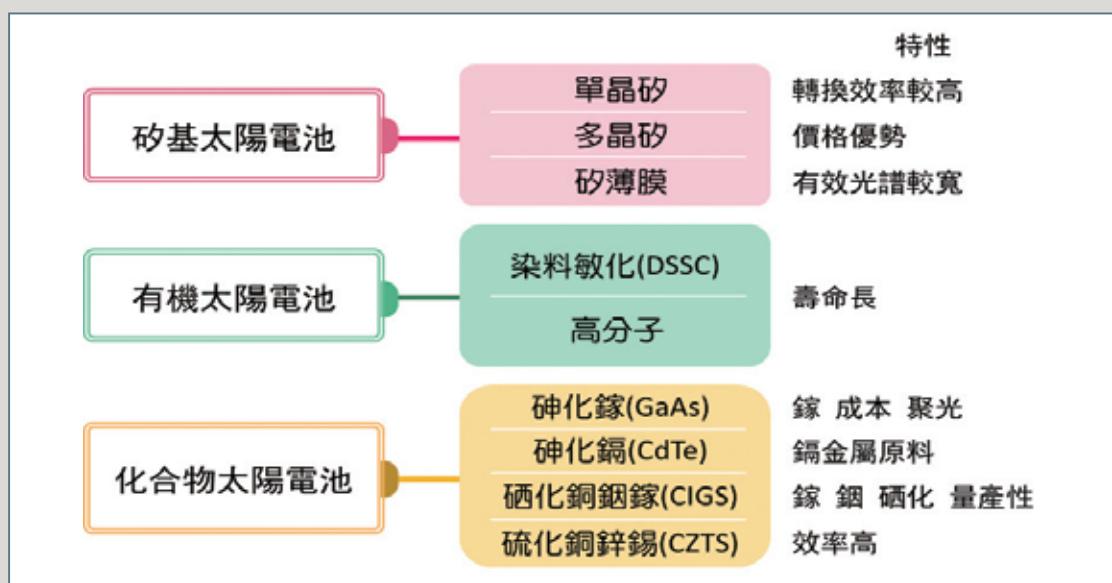 特性
矽基太陽電池
單晶矽 轉換效率較高
多晶矽 價格優勢
矽薄膜 有效光譜較寬
有機太陽電池
染料敏化(DSSC)
高分子
壽命長
化合物太陽電池
砷化鎵(GaAs) 鎵 成本 聚光
砷化鎘(CdTe) 鎘金屬原料
硒化銅銦鎵(CIGS) 鎵 銦 硒化 量產性
硫化銅鋅錫(CZTS) 效率高